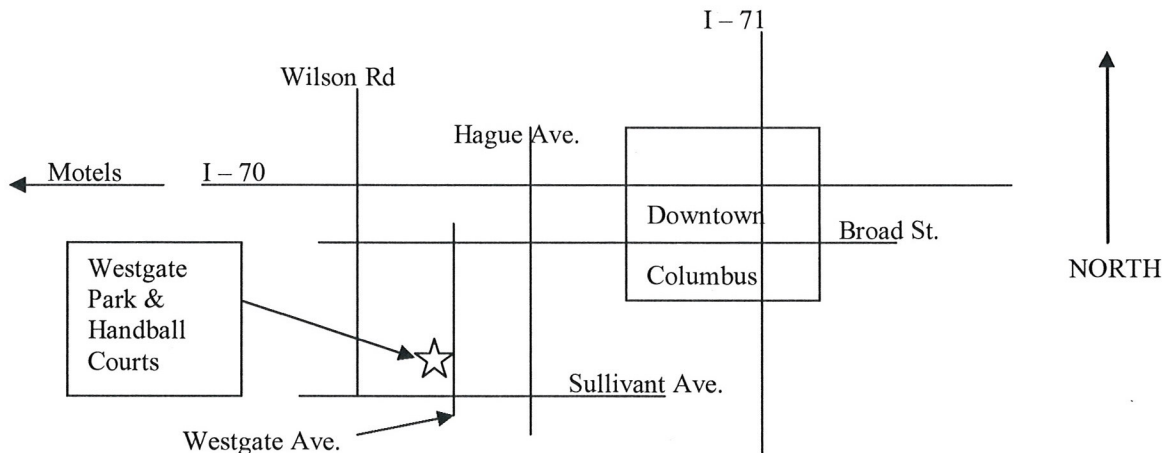 I – 71
Wilson Rd
Hague Ave.
Motels
I – 70
Downtown
Broad St.
Columbus
NORTH
Westgate
Park &
Handball
Courts
Sullivant Ave.
Westgate Ave.